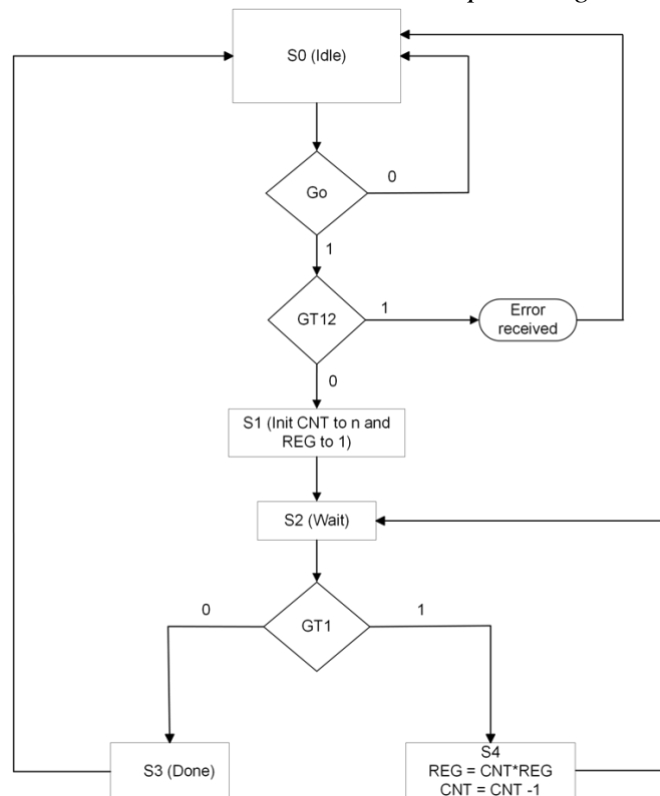 S0 (Idle)
Go
0
1
GT12
1
Error
received
0
S1 (Init CNT to n and
REG to 1)
S2 (Wait)
0
GT1
1
S3 (Done)
S4
REG = CNT*REG
CNT = CNT -1